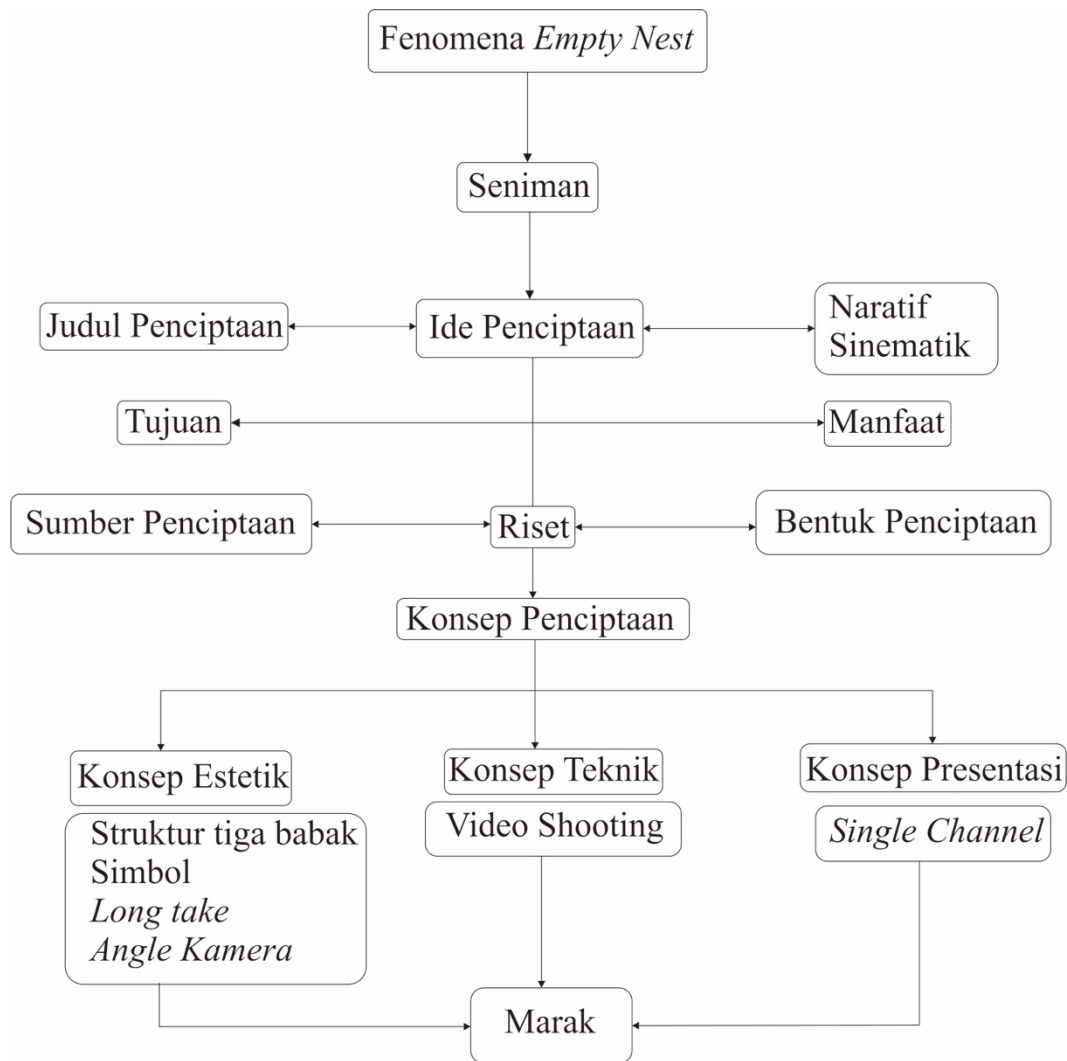 Fenomena Empty Nest
Seniman
Judul Penciptaan
Ide Penciptaan
Naratif
Sinematik
Tujuan
Manfaat
Sumber Penciptaan
Riset
Bentuk Penciptaan
Konsep Penciptaan
Konsep Estetik
Konsep Teknik
Konsep Presentasi
Struktur tiga babak
Simbol
Long take
Angle Kamera
Video Shooting
Single Channel
Marak